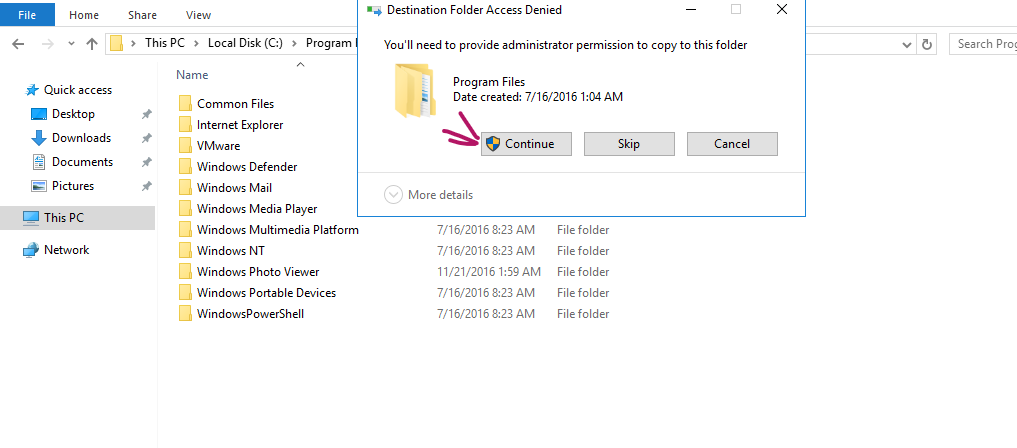 File Home Share View
This PC Local Disk (C:) Program
Search Prog
Quick access
Desktop
Downloads
Documents
Pictures
This PC
Network
Name
Common Files
Internet Explorer
VMware
Windows Defender
Windows Mail
Windows Media Player
Windows Multimedia Platform 7/16/2016 8:23 AM File folder
Windows NT 7/16/2016 8:23 AM File folder
Windows Photo Viewer 11/21/2016 1:59 AM File folder
Windows Portable Devices 7/16/2016 8:23 AM File folder
WindowsPowerShell 7/16/2016 8:23 AM File folder
Destination Folder Access Denied
You'll need to provide administrator permission to copy to this folder
Program Files
Date created: 7/16/2016 1:04 AM
Continue Skip Cancel
More details